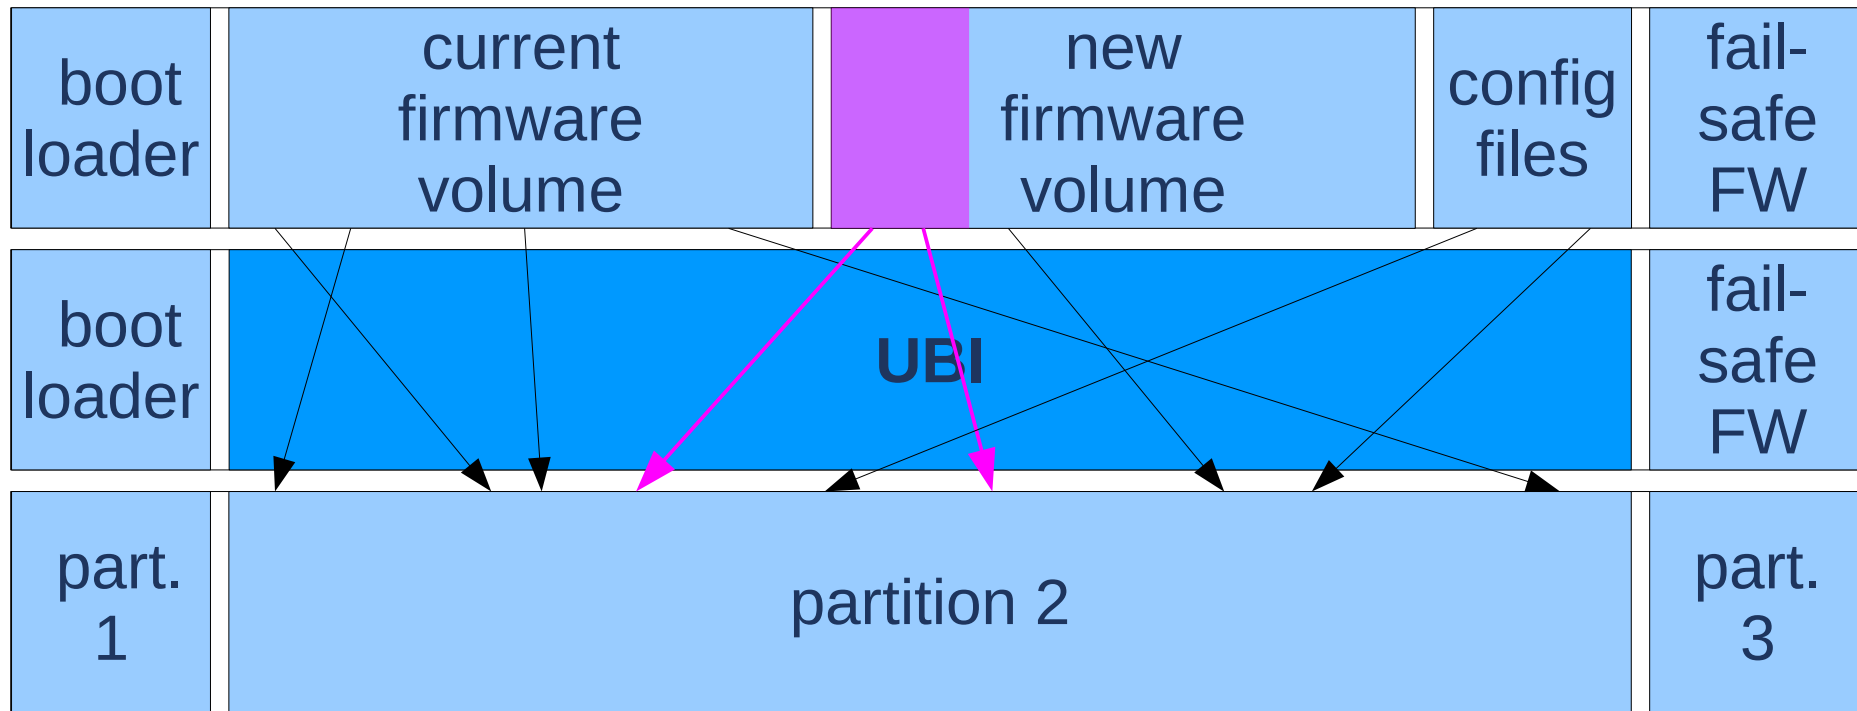 boot
loader
current
firmware
volume
new
firmware
volume
config
files
fail-
safe
FW
boot
loader
UBI
fail-
safe
FW
part.
1
partition 2
part.
3